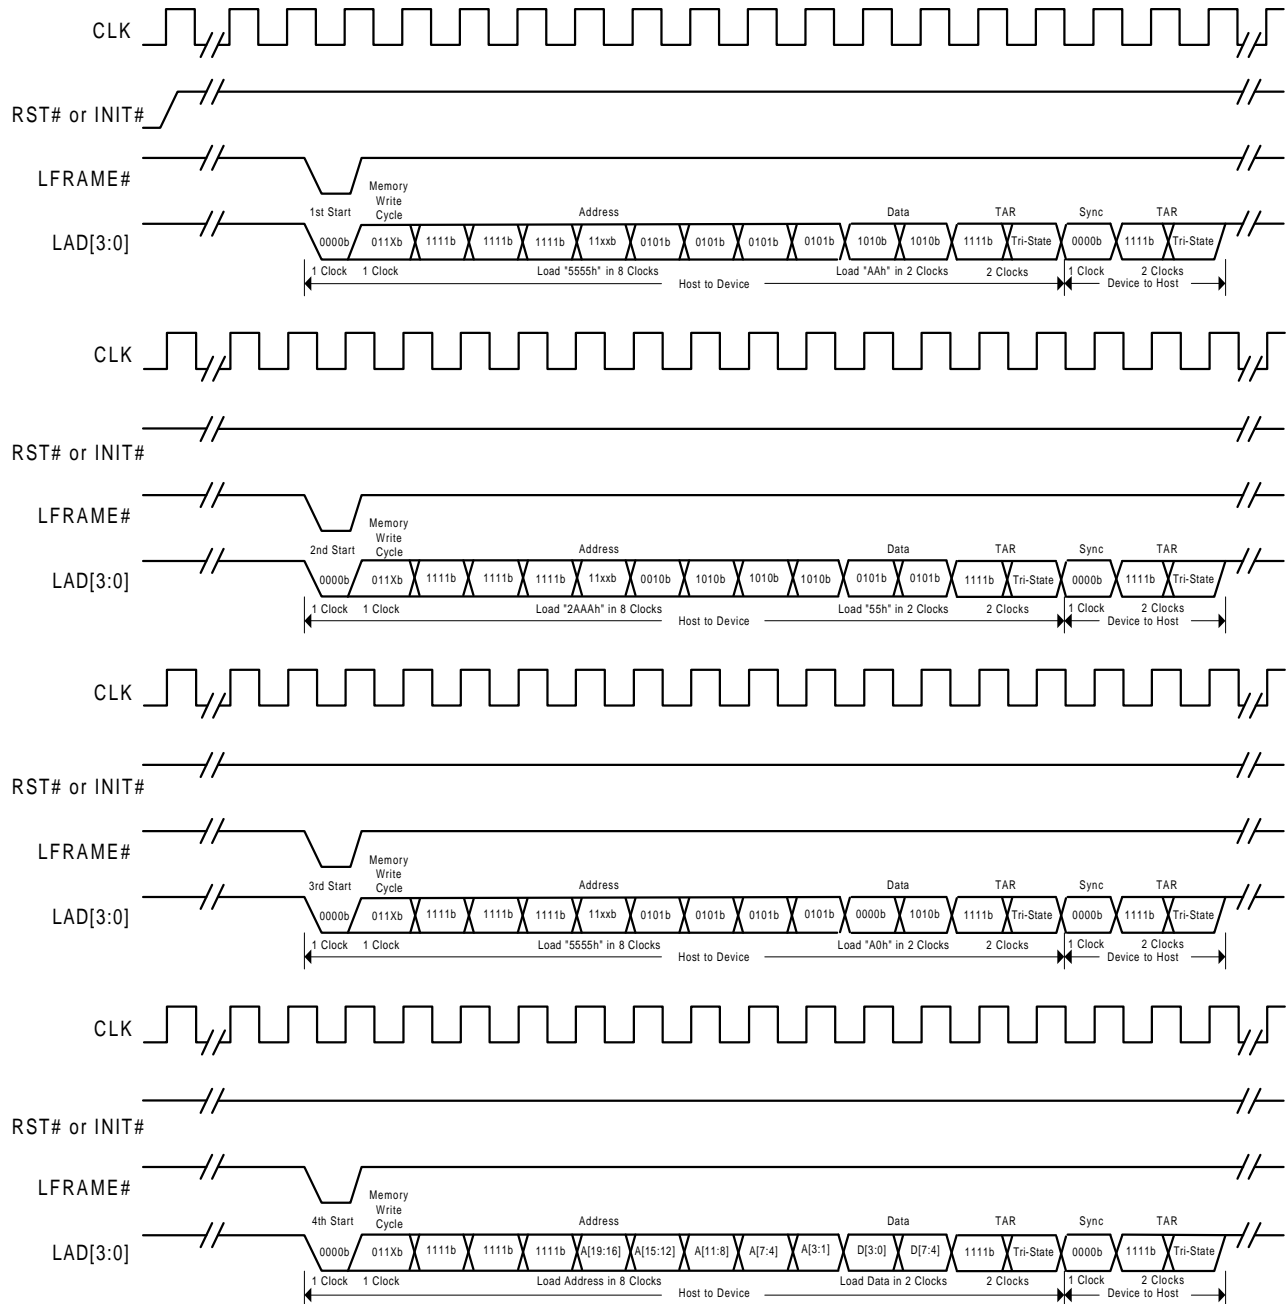 CLK
RST# or INIT#
LFRAME#
Memory
Write
1st Start Cycle Address Data TAR Sync TAR
LAD[3:0] 0000b 011Xb 1111b 1111b 1111b 11xxb 0101b 0101b 0101b 0101b 1010b 1010b 1111b Tri-State 0000b 1111b Tri-State
1 Clock 1 Clock Load "5555h" in 8 Clocks Load "AAh" in 2 Clocks 2 Clocks 1 Clock 2 Clocks
Host to Device Device to Host
CLK
RST# or INIT#
LFRAME#
Memory
Write
2nd Start Cycle Address Data TAR Sync TAR
LAD[3:0] 0000b 011Xb 1111b 1111b 1111b 11xxb 0010b 1010b 1010b 1010b 0101b 0101b 1111b Tri-State 0000b 1111b Tri-State
1 Clock 1 Clock Load "2AAAh" in 8 Clocks Load "55h" in 2 Clocks 2 Clocks 1 Clock 2 Clocks
Host to Device Device to Host
CLK
RST# or INIT#
LFRAME#
Memory
Write
3rd Start Cycle Address Data TAR Sync TAR
LAD[3:0] 0000b 011Xb 1111b 1111b 1111b 11xxb 0101b 0101b 0101b 0101b 0000b 1010b 1111b Tri-State 0000b 1111b Tri-State
1 Clock 1 Clock Load "5555h" in 8 Clocks Load "A0h" in 2 Clocks 2 Clocks 1 Clock 2 Clocks
Host to Device Device to Host
CLK
RST# or INIT#
LFRAME#
Memory
Write
4th Start Cycle Address Data TAR Sync TAR
LAD[3:0] 0000b 011Xb 1111b 1111b 1111b A[19:16] A[15:12] A[11:8] A[7:4] A[3:1] D[3:0] D[7:4] 1111b Tri-State 0000b 1111b Tri-State
1 Clock 1 Clock Load Address in 8 Clocks Load Data in 2 Clocks 2 Clocks 1 Clock 2 Clocks
Host to Device Device to Host